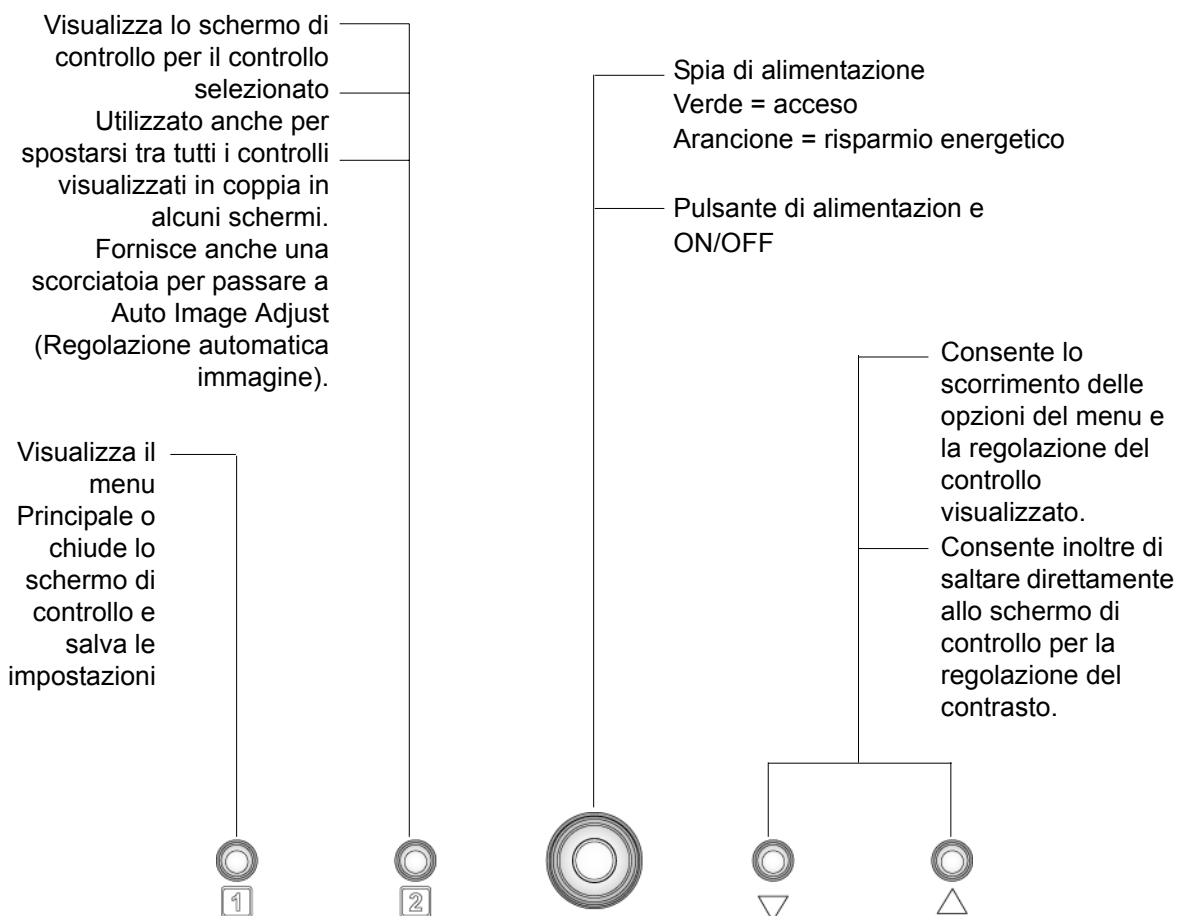 Visualizza lo schermo di
controllo per il controllo
selezionato
Utilizzato anche per
spostarsi tra tutti i controlli
visualizzati in coppia in
alcuni schermi.
Fornisce anche una
scorciatoia per passare a
Auto Image Adjust
(Regolazione automatica
immagine).
Visualizza il
menu
Principale o
chiude lo
schermo di
controllo e
salva le
impostazioni
Spia di alimentazione
Verde = acceso
Arancione = risparmio energetico
Pulsante di alimentazion e
ON/OFF
Consente lo
scorrimento delle
opzioni del menu e
la regolazione del
controllo
visualizzato.
Consente inoltre di
saltare direttamente
allo schermo di
controllo per la
regolazione del
contrasto.
1
2